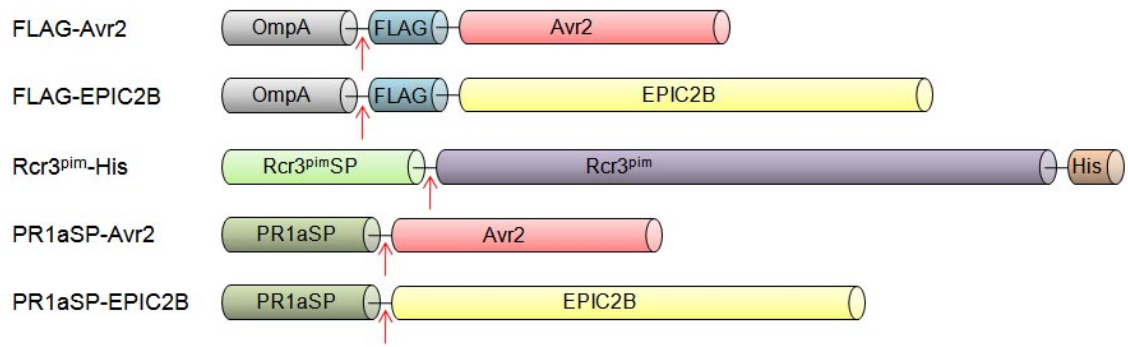 FLAG-Avr2 OmpA FLAG Avr2
FLAG-EPIC2B OmpA FLAG EPIC2B
Rcr3pim-His Rcr3pimSP Rcr3pim His
PR1aSP-Avr2 PR1aSP Avr2
PR1aSP-EPIC2B PR1aSP EPIC2B